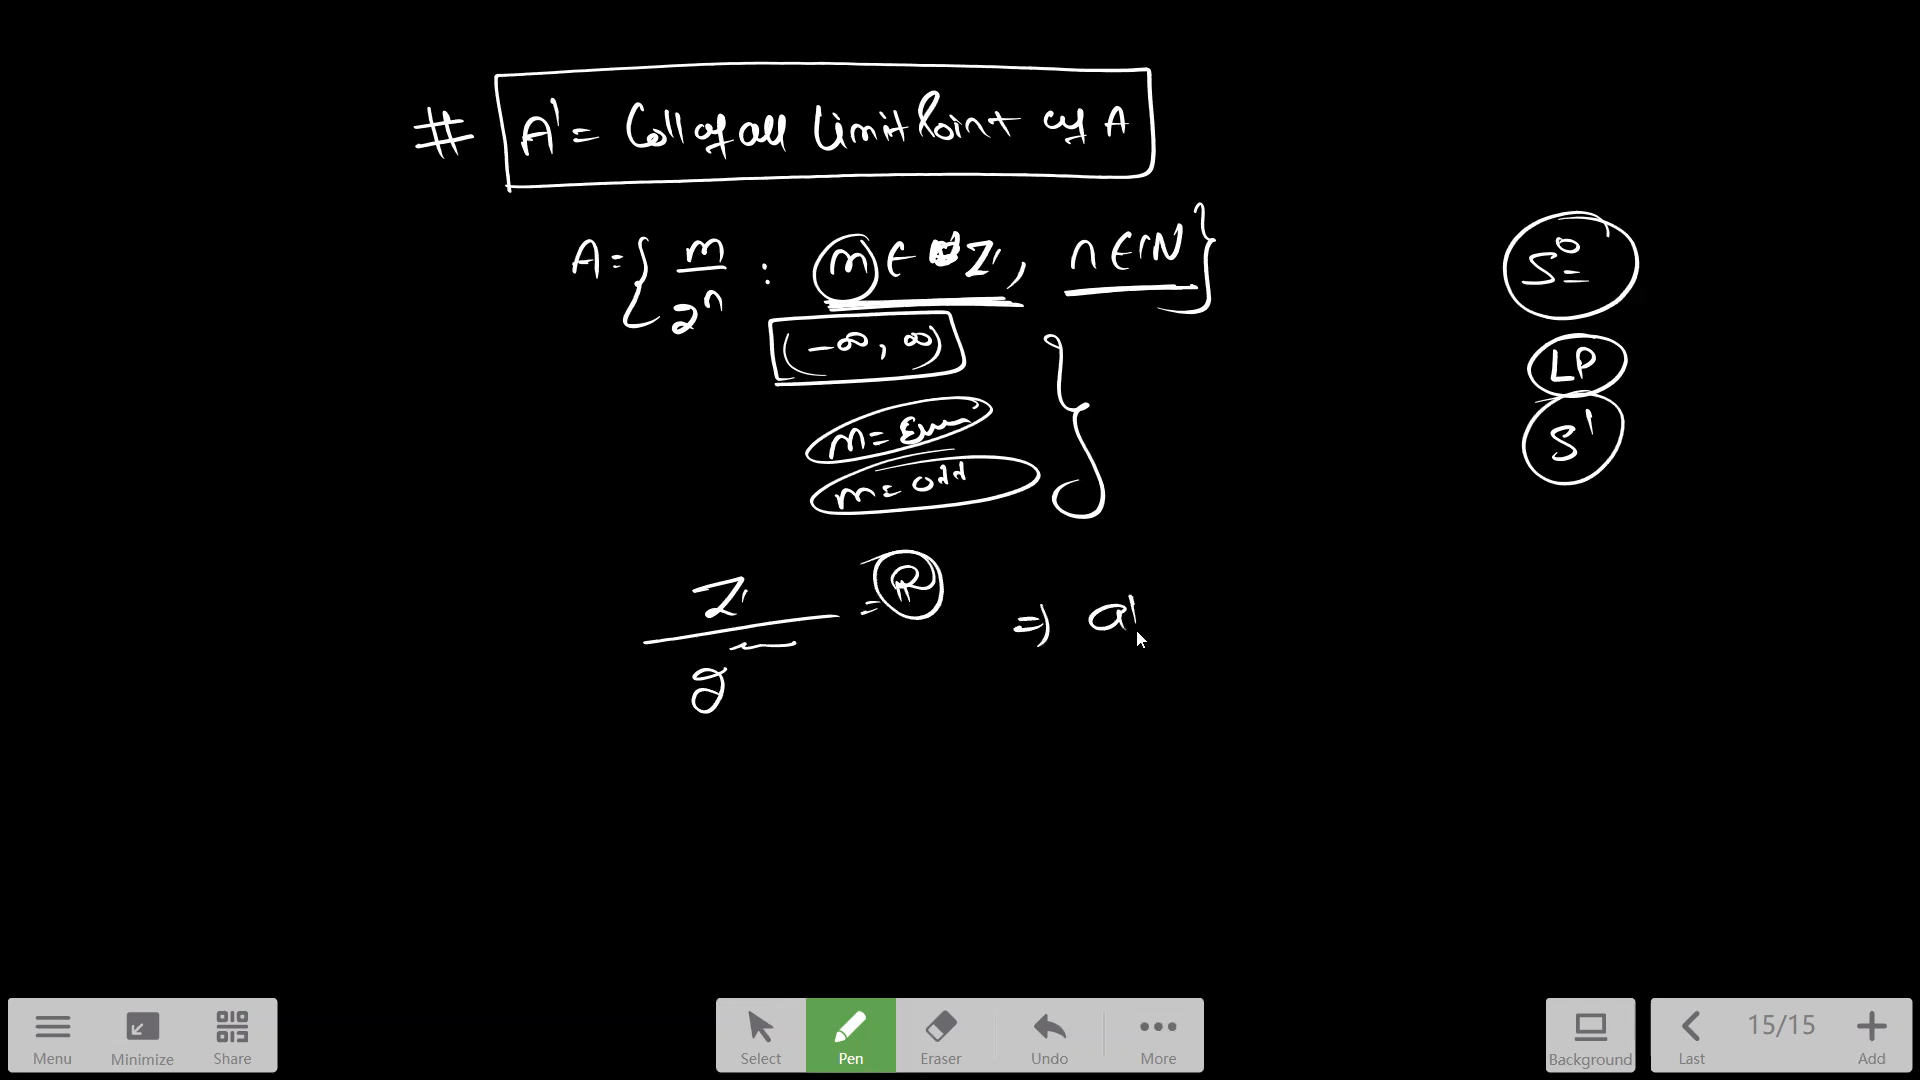 # A' = Coll of all Limit Point of A
A = { m/2^n : m ∈ Z, n ∈ IN }
(-∞, ∞)
m = Even
m = odd
Z/2 = R ⇒ a'
S° =
LP
S'
Menu Minimize Share Select Pen Eraser Undo More Background Last 15/15 Add